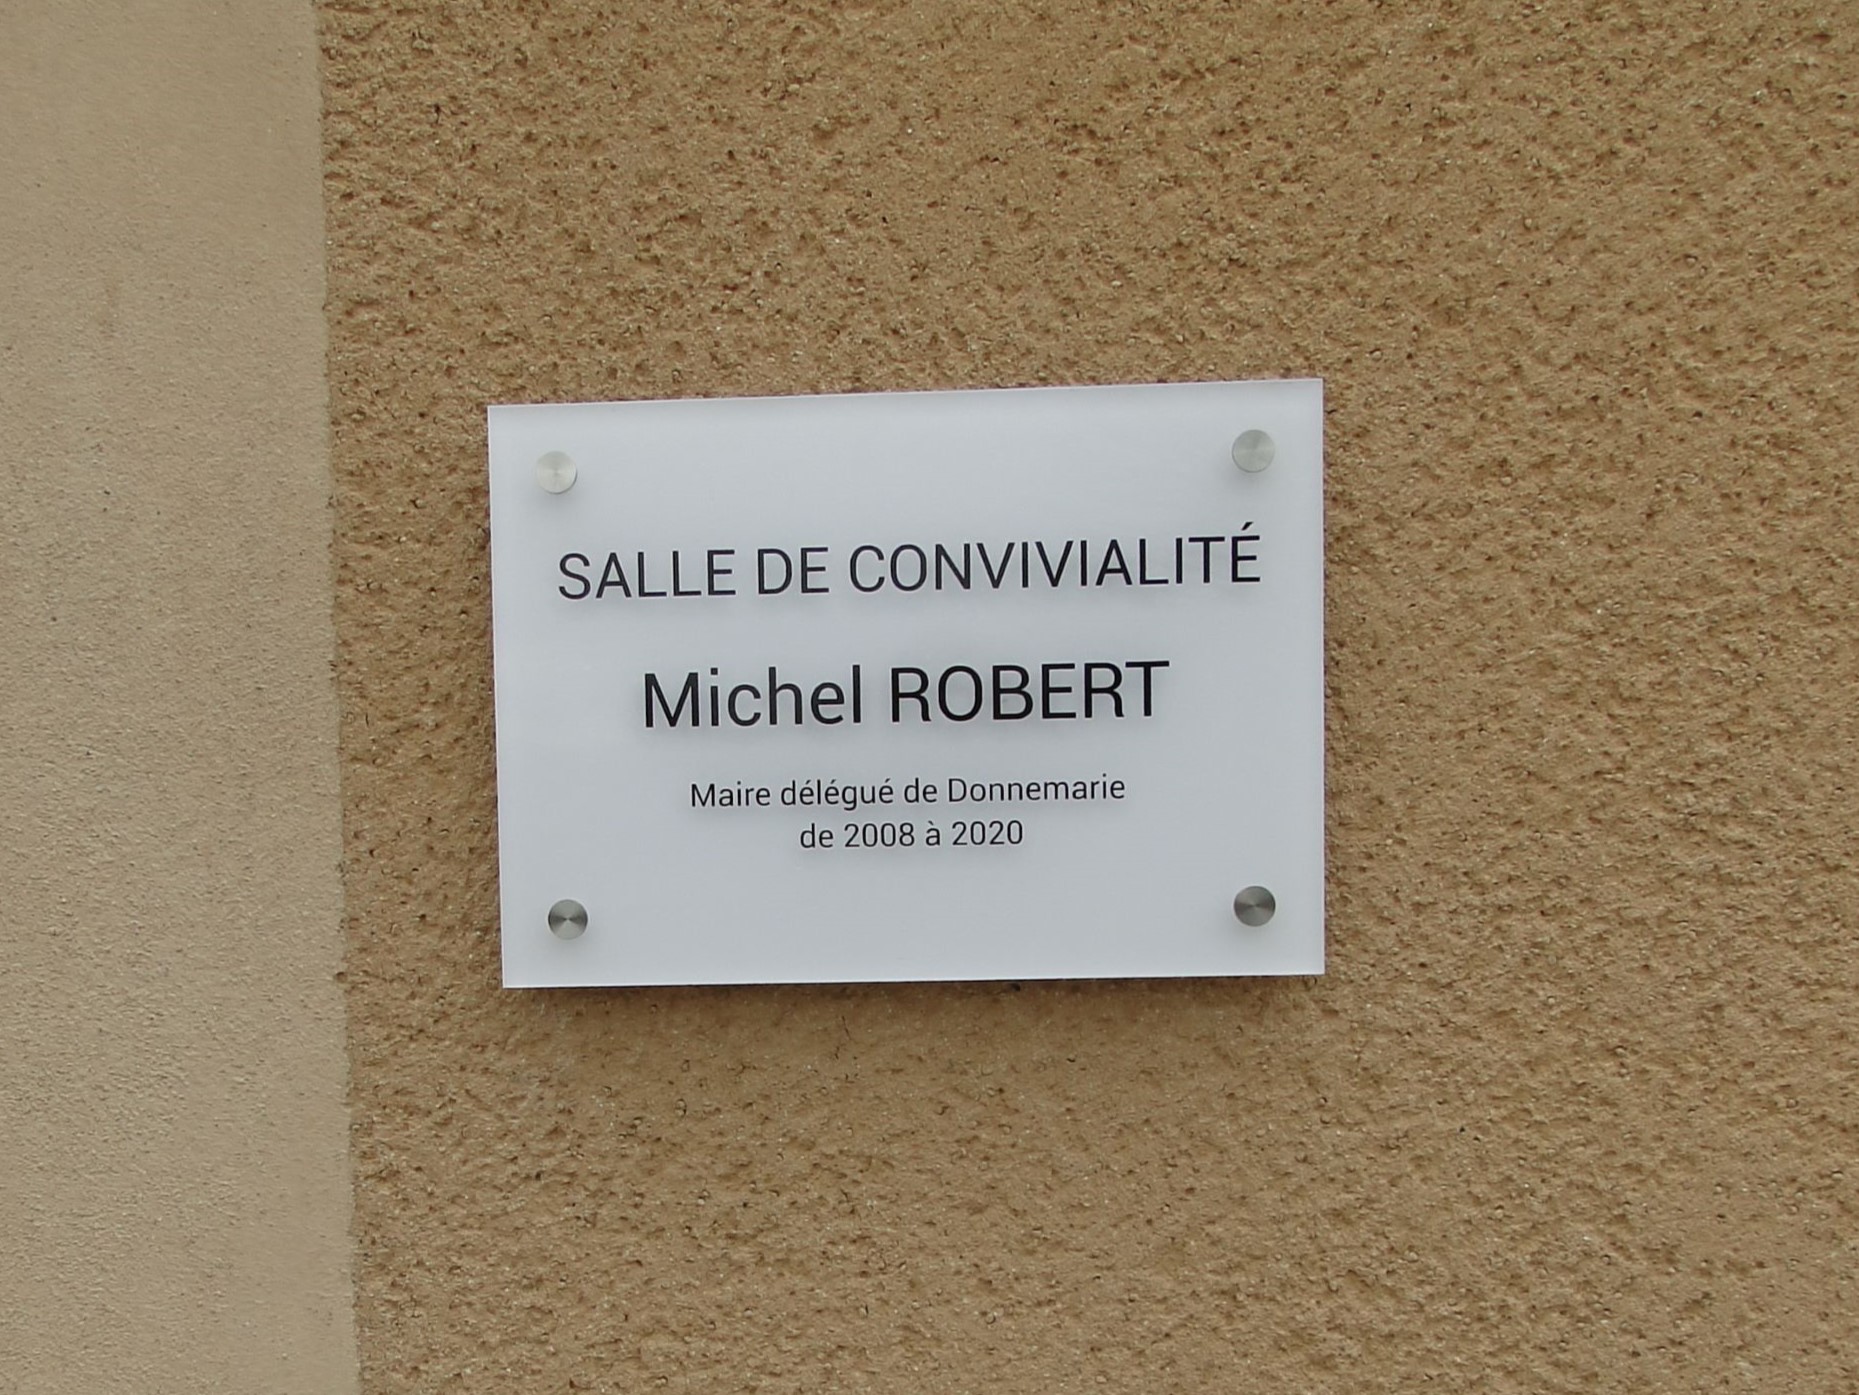 SALLE DE CONVIVIALITÉ
Michel ROBERT
Maire délégué de Donnemarie
de 2008 à 2020